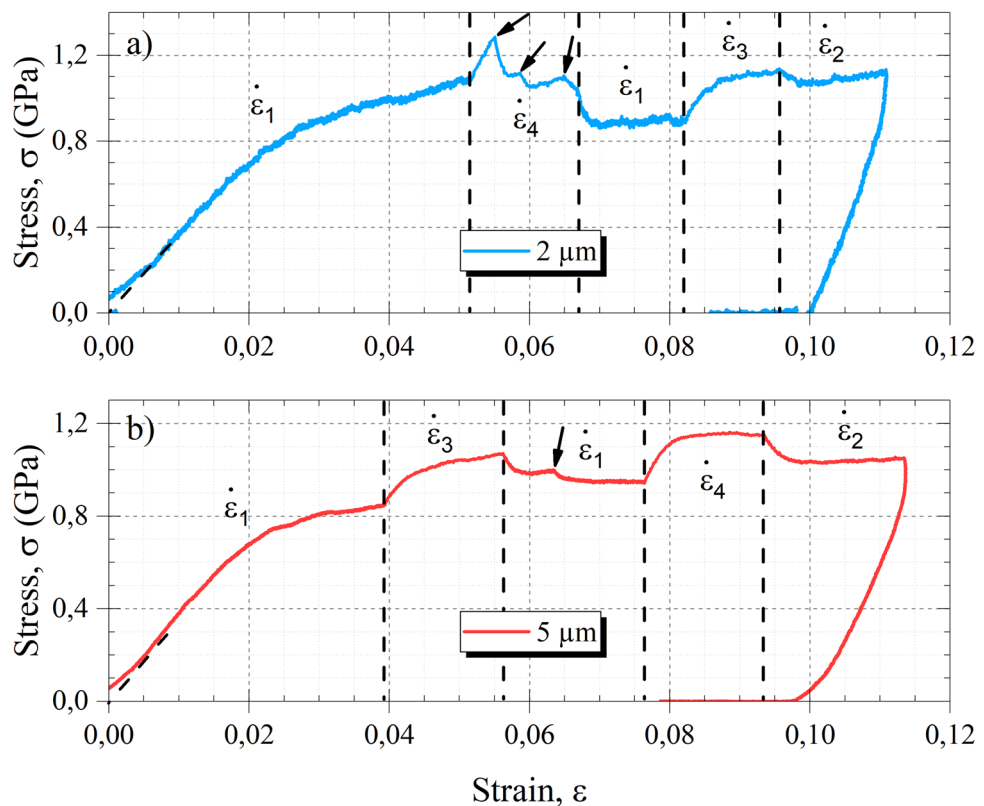 a)
Stress, σ (GPa)
1,2
0,8
0,4
0,0
ε̇₁
ε̇₄
ε̇₁
ε̇₃
ε̇₂
2 µm
0,00 0,02 0,04 0,06 0,08 0,10 0,12
b)
Stress, σ (GPa)
1,2
0,8
0,4
0,0
ε̇₁
ε̇₃
ε̇₁
ε̇₄
ε̇₂
5 µm
0,00 0,02 0,04 0,06 0,08 0,10 0,12
Strain, ε